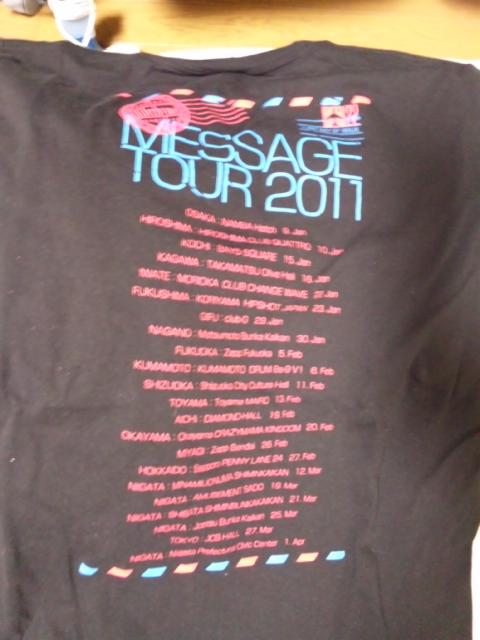 MESSAGE
TOUR 2011
OSAKA : NAMBA Hatch 9. Jan
HIROSHIMA : HIROSHIMA CLUB QUATTRO 10. Jan
KOCHI : BAY5 SQUARE 15. Jan
KAGAWA : TAKAMATSU Olive Hall 16. Jan
IWATE : MORIOKA CLUB CHANGE WAVE 21. Jan
FUKUSHIMA : KORIYAMA HIPSHOT JAPAN 23. Jan
GIFU : club-G 29. Jan
NAGANO : Matsumoto Bunka Kaikan 30. Jan
FUKUOKA : Zepp Fukuoka 5. Feb
KUMAMOTO : KUMAMOTO DRUM Be-9 V1 6. Feb
SHIZUOKA : Shizuoka City Culture Hall 11. Feb
TOYAMA : Toyama MAIRO 13. Feb
AICHI : DIAMOND HALL 19. Feb
OKAYAMA : Okayama CRAZYMAMA KINGDOM 20. Feb
MIYAGI : Zepp Sendai 26. Feb
HOKKAIDO : Sapporo PENNY LANE 24 27. Feb
NIIGATA : MINAMIUONUMA SHIMINKAIKAN 12. Mar
NIIGATA : AMUSEMENT SADO 19. Mar
NIIGATA : SHIBATA SHIMINBUNKAKAIKAN 21. Mar
NIIGATA : Joetsu Bunka Kaikan 25. Mar
TOKYO : JCB HALL 27. Mar
NIIGATA : Niigata Prefectural Civic Center 1. Apr